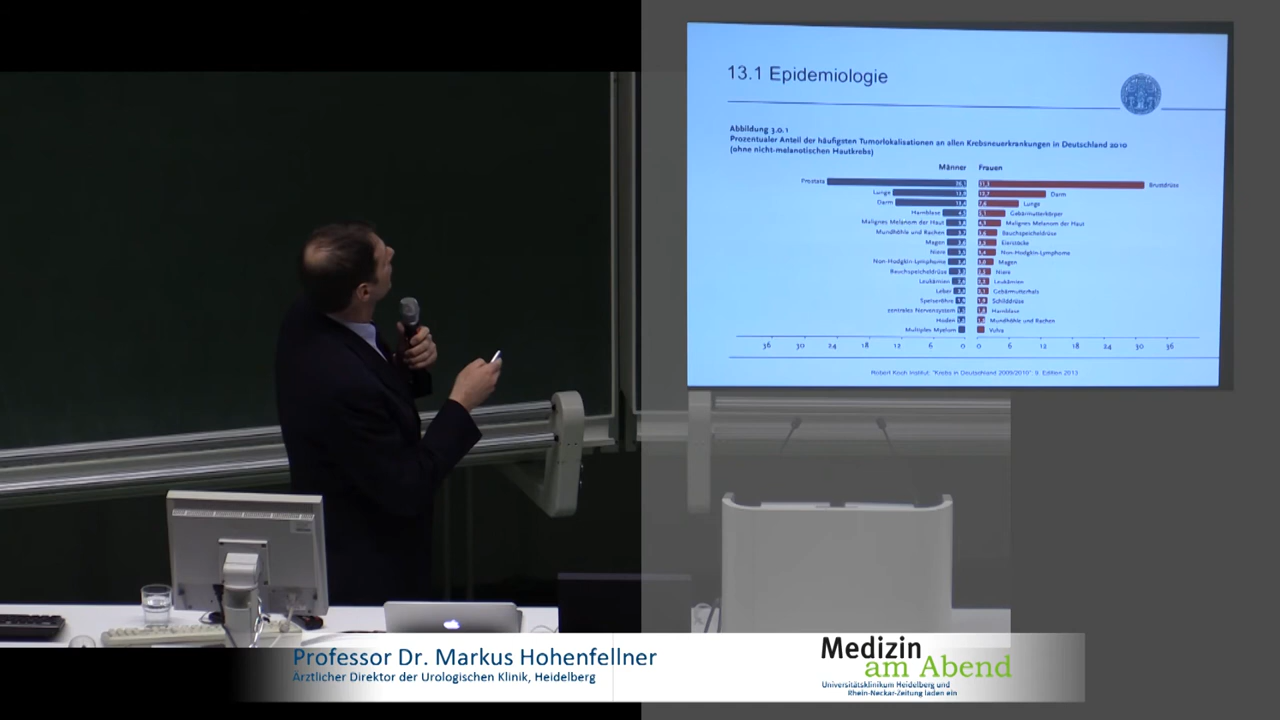 13.1 Epidemiologie
Abbildung 3.0.1
Prozentualer Anteil der häufigsten Tumorlokalisationen an allen Krebsneuerkrankungen in Deutschland 2010
(ohne nicht-melanotischen Hautkrebs)
Männer Frauen
Prostata Brustdrüse
Lunge Darm
Darm Lunge
Harnblase Gebärmutterkörper
Malignes Melanom der Haut Malignes Melanom der Haut
Mundhöhle und Rachen Bauchspeicheldrüse
Magen Eierstöcke
Niere Non-Hodgkin-Lymphome
Non-Hodgkin-Lymphome Magen
Bauchspeicheldrüse Niere
Leukämien Leukämien
Leber Gebärmutterhals
Speiseröhre Schilddrüse
zentrales Nervensystem Harnblase
Hoden Mundhöhle und Rachen
Multiples Myelom Vulva
36 30 24 18 12 6 0 0 6 12 18 24 30 36
Robert Koch Institut: "Krebs in Deutschland 2009/2010". 9. Edition 2013
Professor Dr. Markus Hohenfellner
Ärztlicher Direktor der Urologischen Klinik, Heidelberg
Medizin
am Abend
Universitätsklinikum Heidelberg und
Rhein-Neckar-Zeitung laden ein